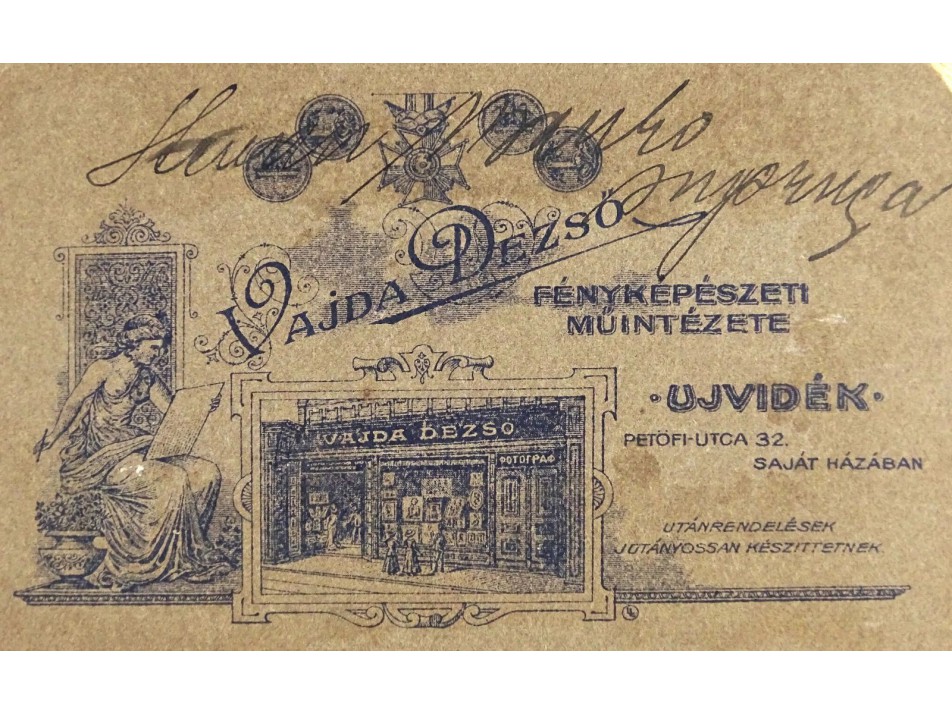 Vajda Dezső
FÉNYKÉPÉSZETI
MŰINTÉZETE
VAJDA DEZSŐ
ФОТОГРАФ
· UJVIDÉK ·
PETŐFI-UTCA 32.
SAJÁT HÁZÁBAN
UTÁNRENDELÉSEK
JUTÁNYOSSAN KÉSZITTETNEK.